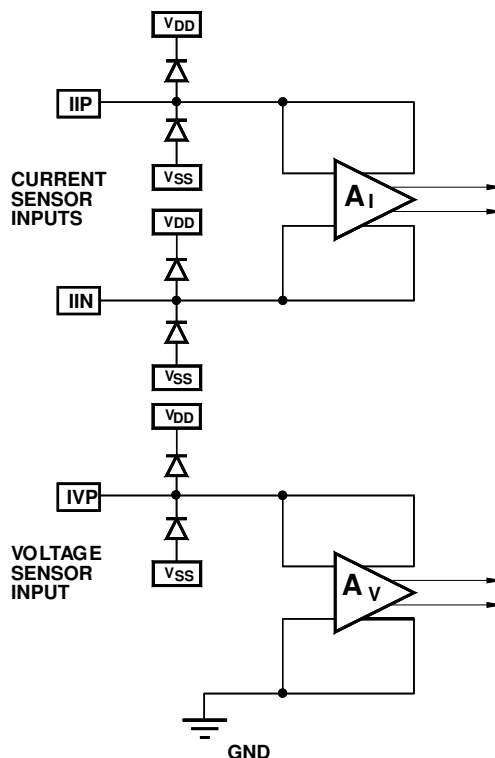 VDD
IIP
CURRENT
SENSOR
INPUTS
VSS
VDD
AI
IIN
VSS
VDD
IVP
VOLTAGE
SENSOR
INPUT
VSS
AV
GND